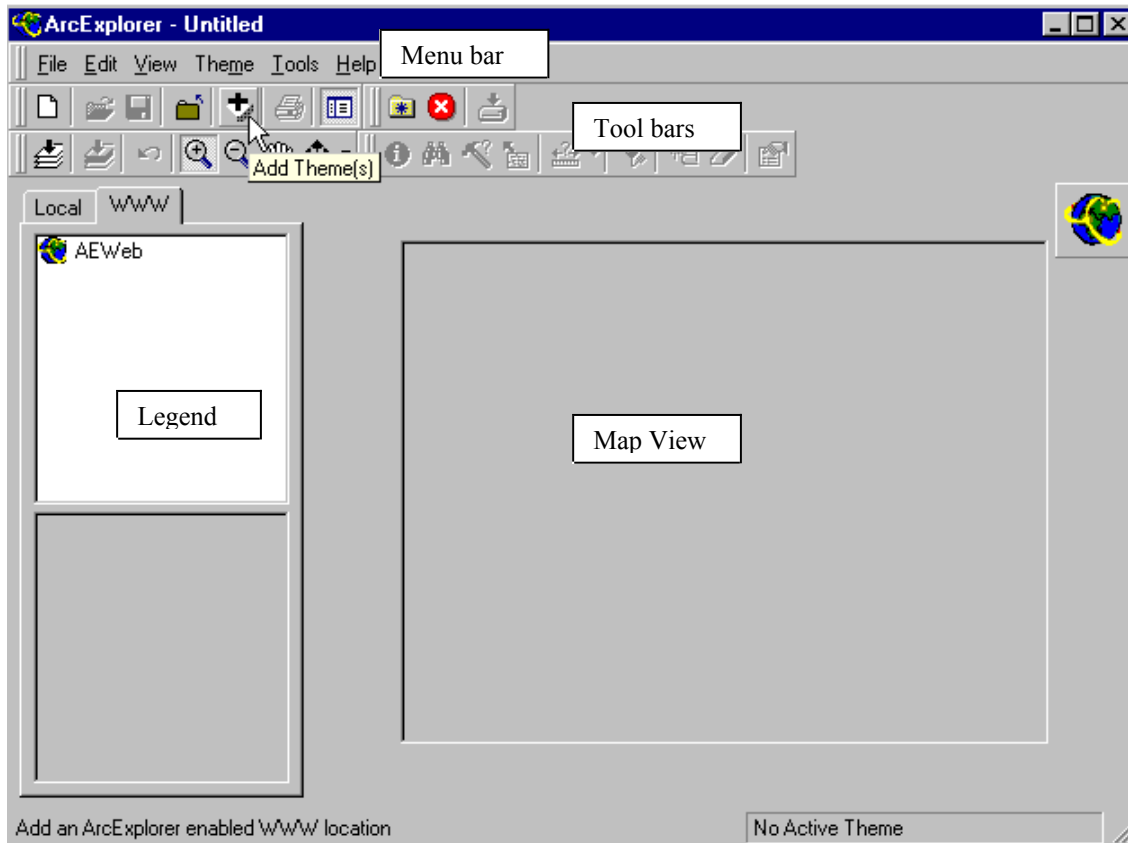 ArcExplorer - Untitled
File Edit View Theme Tools Help
Menu bar
Tool bars
Add Theme(s)
Local WWW
AEWeb
Legend
Map View
Add an ArcExplorer enabled WWW location
No Active Theme